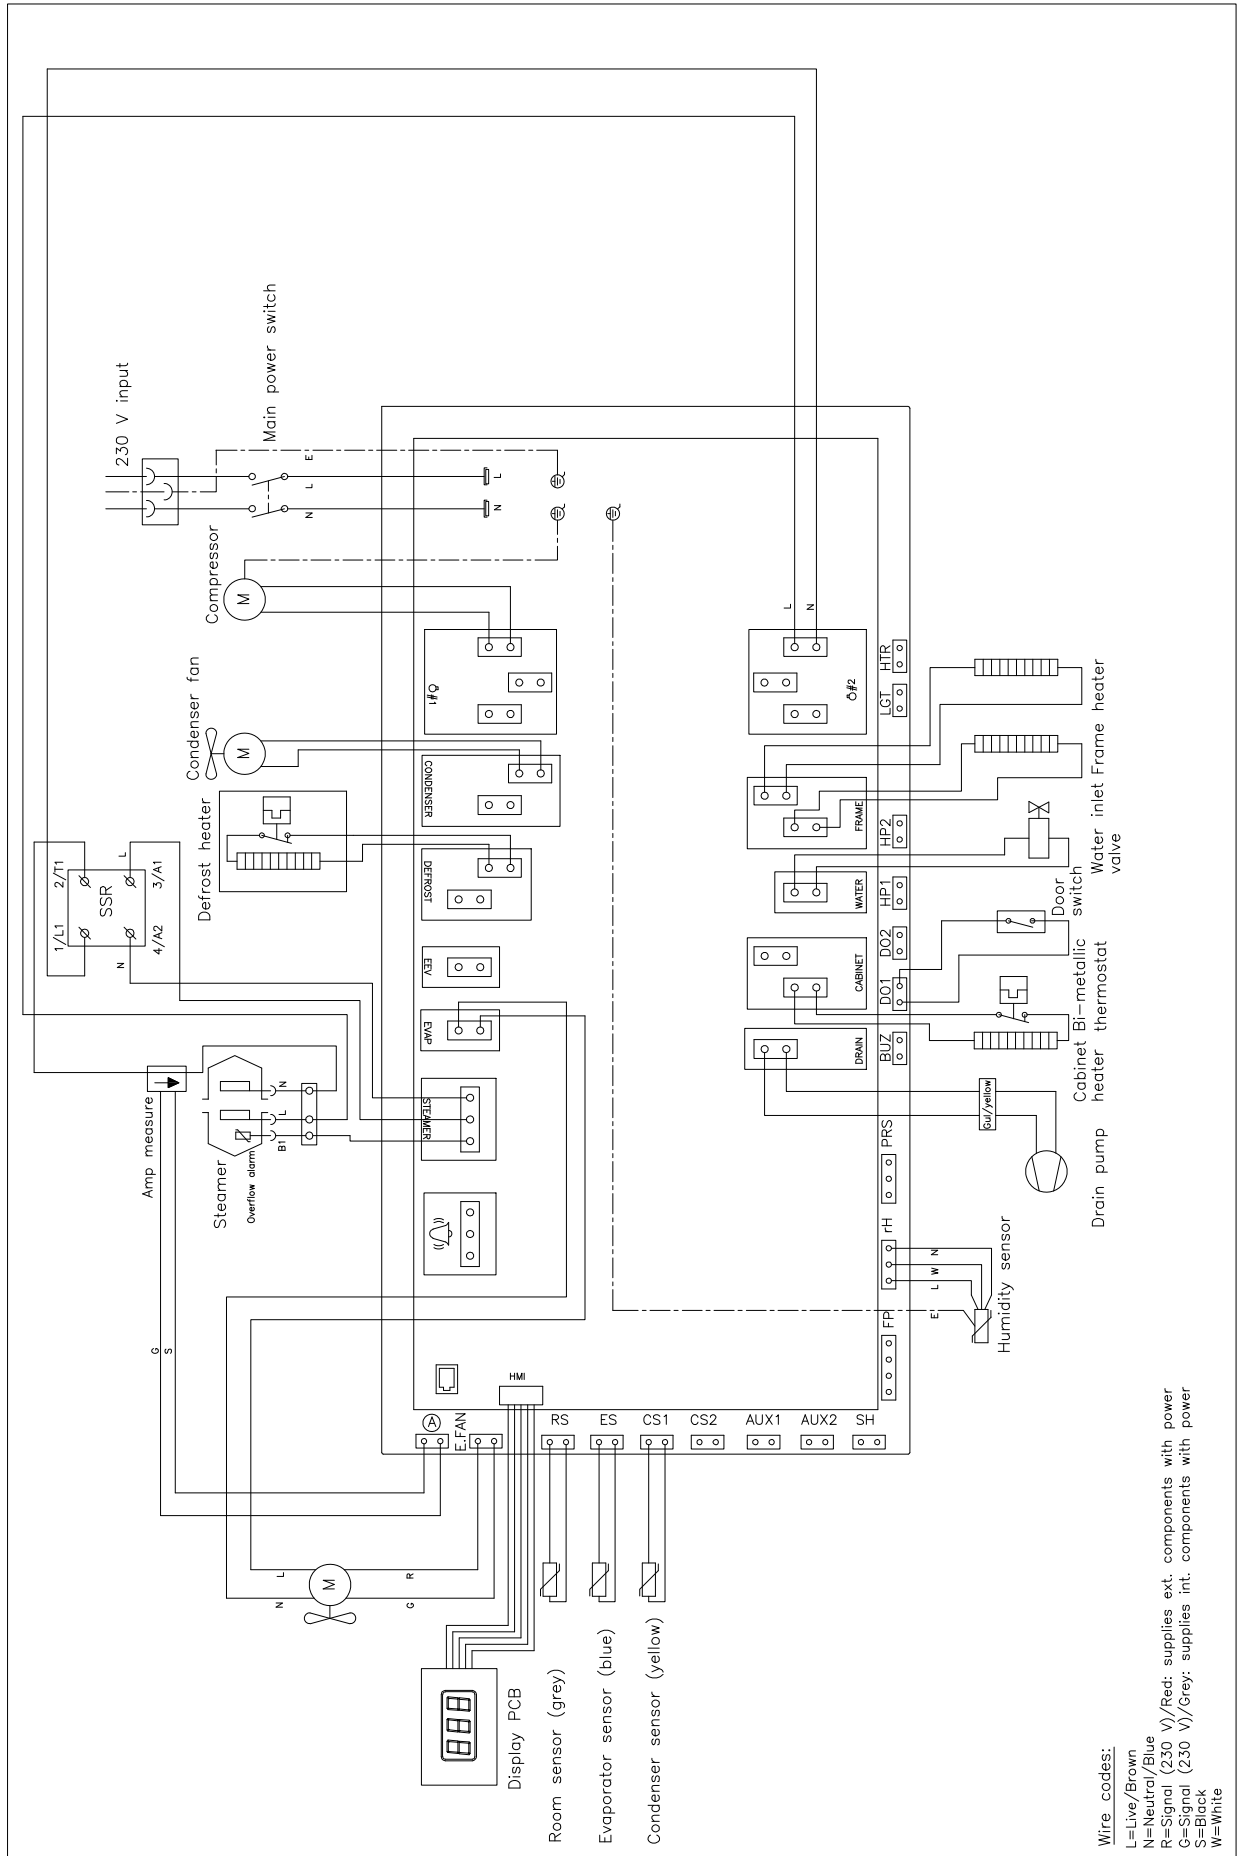 230 V input
Main power switch
E
L
N
L
N
Compressor
M
#1
Condenser fan
M
CONDENSER
Defrost heater
DEFROST
2/T1
1/L1
SSR
L
3/A1
N
4/A2
EEV
EVAP
Amp measure
Steamer
Overflow alarm
N
L
B1
STEAMER
G
S
HMI
A
E.FAN
RS
ES
CS1
CS2
AUX1
AUX2
SH
N
L
M
G
R
Display PCB
Room sensor (grey)
Evaporator sensor (blue)
Condenser sensor (yellow)
L
N
#2
HTR
LGT
FRAME
HP2
WATER
HP1
DO2
CABINET
DO1
DRAIN
BUZ
PRS
rH
FP
Frame heater
Water inlet
valve
Door
switch
Bi-metallic
thermostat
Cabinet
heater
Gul/yellow
Drain pump
N
W
L
E
Humidity sensor
Wire codes:
L=Live/Brown
N=Neutral/Blue
R=Signal (230 V)/Red: supplies ext. components with power
G=Signal (230 V)/Grey: supplies int. components with power
S=Black
W=White